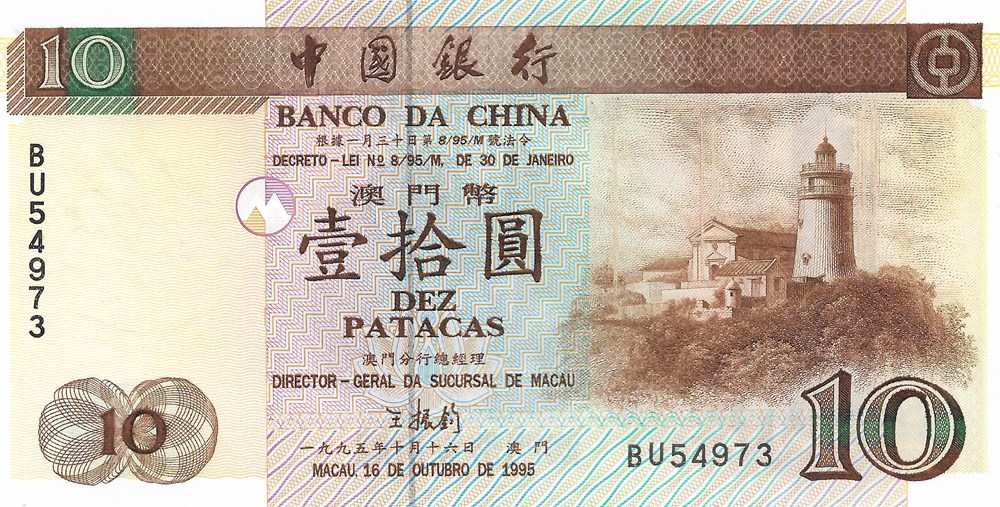 10
中國銀行
BANCO DA CHINA
根據一月三十日第 8/95/M 號法令
DECRETO – LEI Nº 8/95/M, DE 30 DE JANEIRO
BU54973
澳門幣
壹拾圓
DEZ
PATACAS
澳門分行總經理
DIRECTOR – GERAL DA SUCURSAL DE MACAU
王振鈞
一九九五年十月十六日 澳門
MACAU, 16 DE OUTUBRO DE 1995
10
BU54973
10